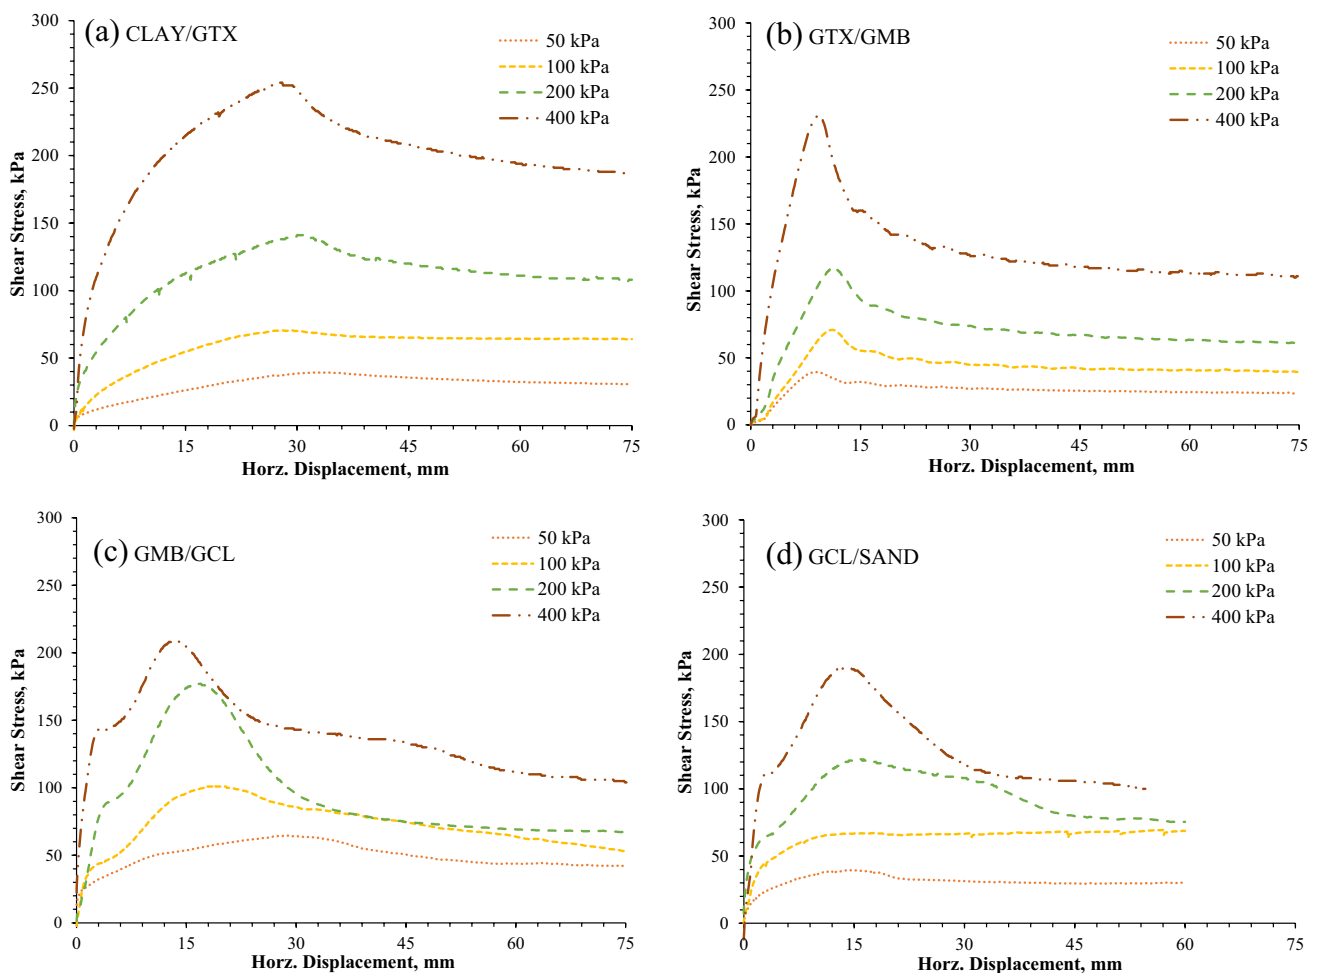 (a) CLAY/GTX
50 kPa
100 kPa
200 kPa
400 kPa
Shear Stress, kPa
300
250
200
150
100
50
0
0 15 30 45 60 75
Horz. Displacement, mm
(b) GTX/GMB
50 kPa
100 kPa
200 kPa
400 kPa
Shear Stress, kPa
300
250
200
150
100
50
0
0 15 30 45 60 75
Horz. Displacement, mm
(c) GMB/GCL
50 kPa
100 kPa
200 kPa
400 kPa
Shear Stress, kPa
300
250
200
150
100
50
0
0 15 30 45 60 75
Horz. Displacement, mm
(d) GCL/SAND
50 kPa
100 kPa
200 kPa
400 kPa
Shear Stress, kPa
300
250
200
150
100
50
0
0 15 30 45 60 75
Horz. Displacement, mm